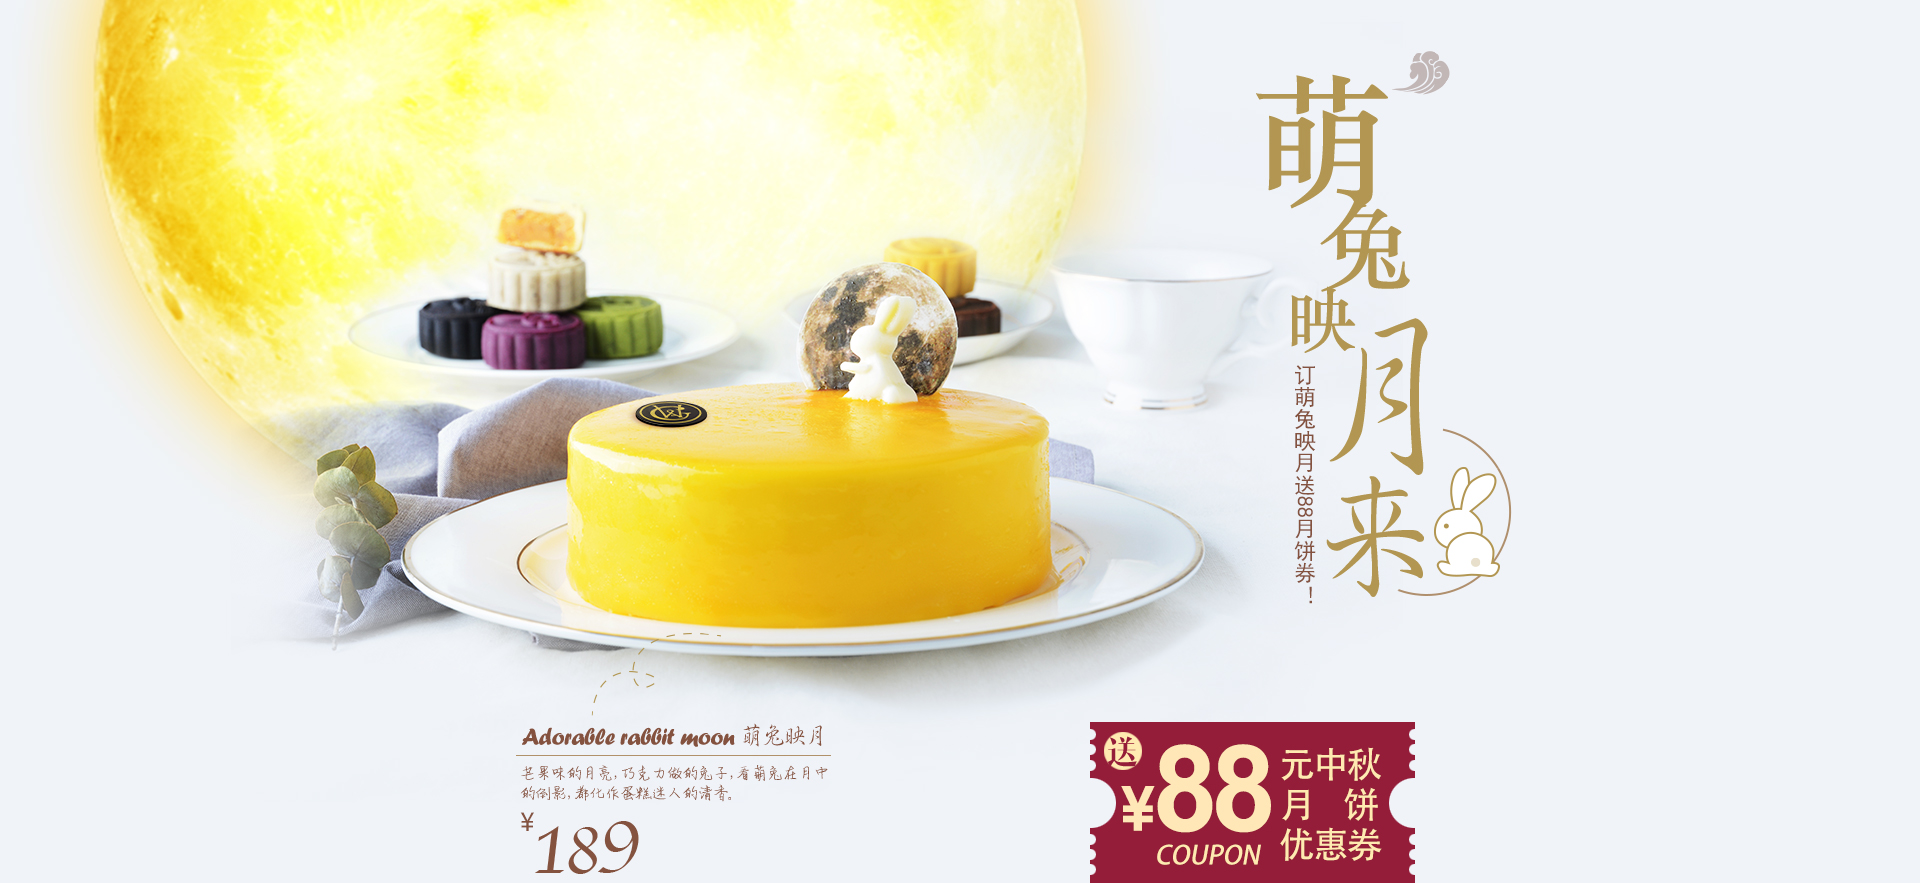 萌兔映月来
订萌兔映月送88月饼券！
Adorable rabbit moon 萌兔映月
芒果味的月亮，巧克力做的兔子，看萌兔在月中
的倒影，都化作蛋糕迷人的清香。
¥189
送
¥88
COUPON
元中秋
月 饼
优惠券